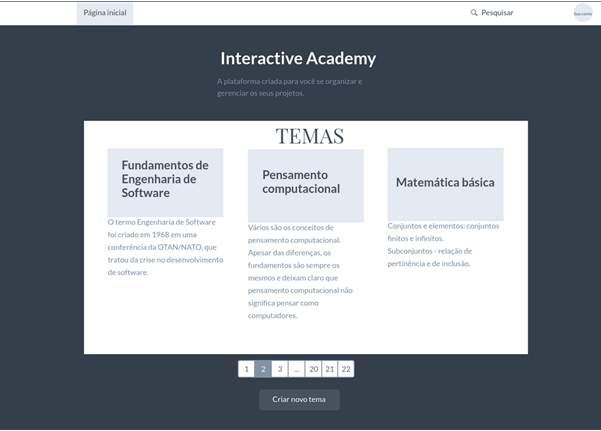 Página inicial
Pesquisar
Sua conta
Interactive Academy
A plataforma criada para você se organizar e
gerenciar os seus projetos.
TEMAS
Fundamentos de
Engenharia de
Software
O termo Engenharia de Software
foi criado em 1968 em uma
conferência da OTAN/NATO, que
tratou da crise no desenvolvimento
de software.
Pensamento
computacional
Vários são os conceitos de
pensamento computacional.
Apesar das diferenças, os
fundamentos são sempre os
mesmos e deixam claro que
pensamento computacional não
significa pensar como
computadores.
Matemática básica
Conjuntos e elementos: conjuntos
finitos e infinitos.
Subconjuntos - relação de
pertinência e de inclusão.
1 2 3 ... 20 21 22
Criar novo tema